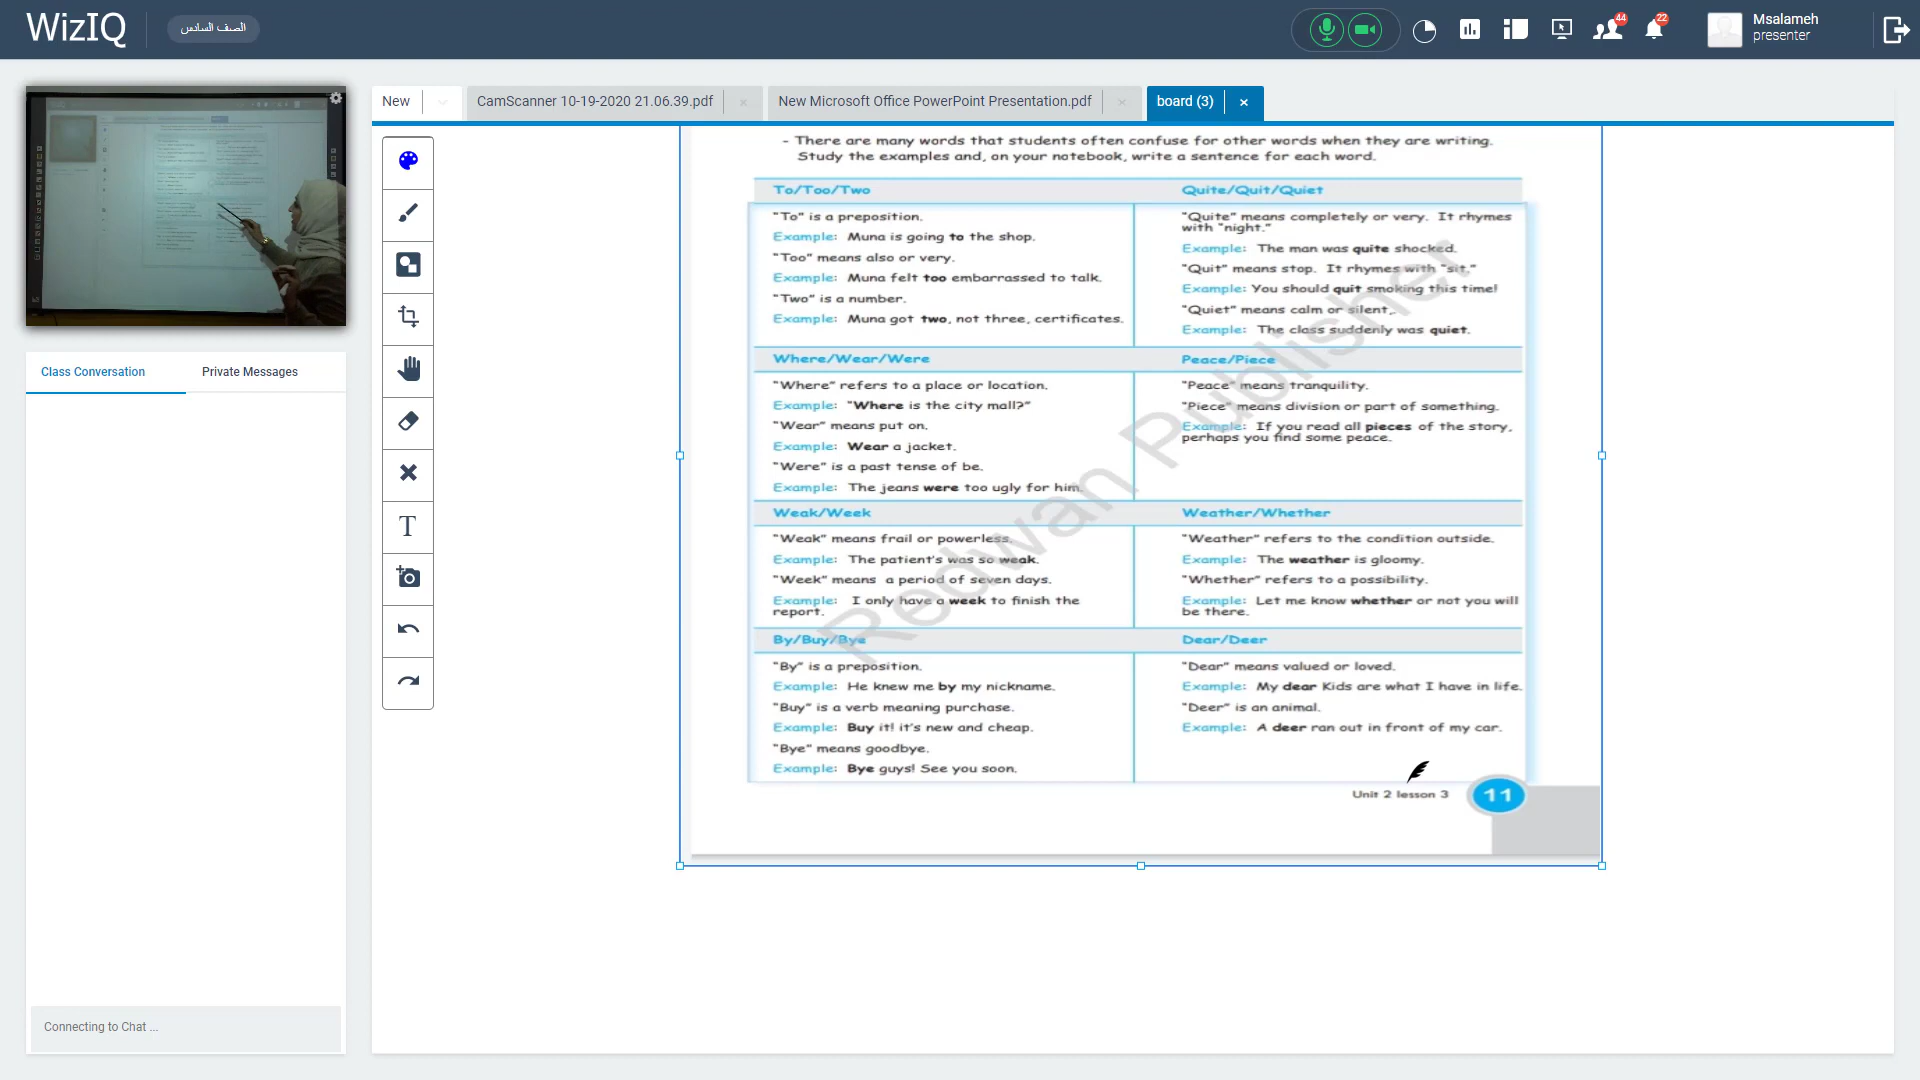 WizIQ
الصف السادس
44
22
Msalameh
presenter
New
CamScanner 10-19-2020 21.06.39.pdf
New Microsoft Office PowerPoint Presentation.pdf
board (3)
Class Conversation
Private Messages
Connecting to Chat ...
T
- There are many words that students often confuse for other words when they are writing.
Study the examples and, on your notebook, write a sentence for each word.
To/Too/Two
"To" is a preposition.
Example: Muna is going to the shop.
"Too" means also or very.
Example: Muna felt too embarrassed to talk.
"Two" is a number.
Example: Muna got two, not three, certificates.
Quite/Quit/Quiet
"Quite" means completely or very. It rhymes
with "night."
Example: The man was quite shocked.
"Quit" means stop. It rhymes with "sit."
Example: You should quit smoking this time!
"Quiet" means calm or silent,.
Example: The class suddenly was quiet.
Where/Wear/Were
"Where" refers to a place or location.
Example: "Where is the city mall?"
"Wear" means put on.
Example: Wear a jacket.
"Were" is a past tense of be.
Example: The jeans were too ugly for him.
Peace/Piece
"Peace" means tranquility.
"Piece" means division or part of something.
Example: If you read all pieces of the story,
perhaps you find some peace.
Weak/Week
"Weak" means frail or powerless.
Example: The patient's was so weak.
"Week" means a period of seven days.
Example: I only have a week to finish the
report.
Weather/Whether
"Weather" refers to the condition outside.
Example: The weather is gloomy.
"Whether" refers to a possibility.
Example: Let me know whether or not you will
be there.
By/Buy/Bye
"By" is a preposition.
Example: He knew me by my nickname.
"Buy" is a verb meaning purchase.
Example: Buy it! it's new and cheap.
"Bye" means goodbye.
Example: Bye guys! See you soon.
Dear/Deer
"Dear" means valued or loved.
Example: My dear Kids are what I have in life.
"Deer" is an animal.
Example: A deer ran out in front of my car.
Unit 2 lesson 3
11
Redwan Publisher